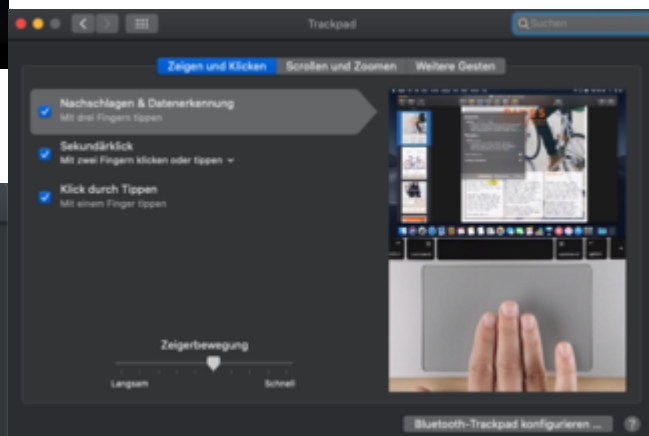 Trackpad
Suchen
Zeigen und Klicken
Scrollen und Zoomen
Weitere Gesten
Nachschlagen & Datenerkennung
Mit drei Fingern tippen
Sekundärklick
Mit zwei Fingern klicken oder tippen
Klick durch Tippen
Mit einem Finger tippen
Zeigerbewegung
Langsam
Schnell
Bluetooth-Trackpad konfigurieren ...
?